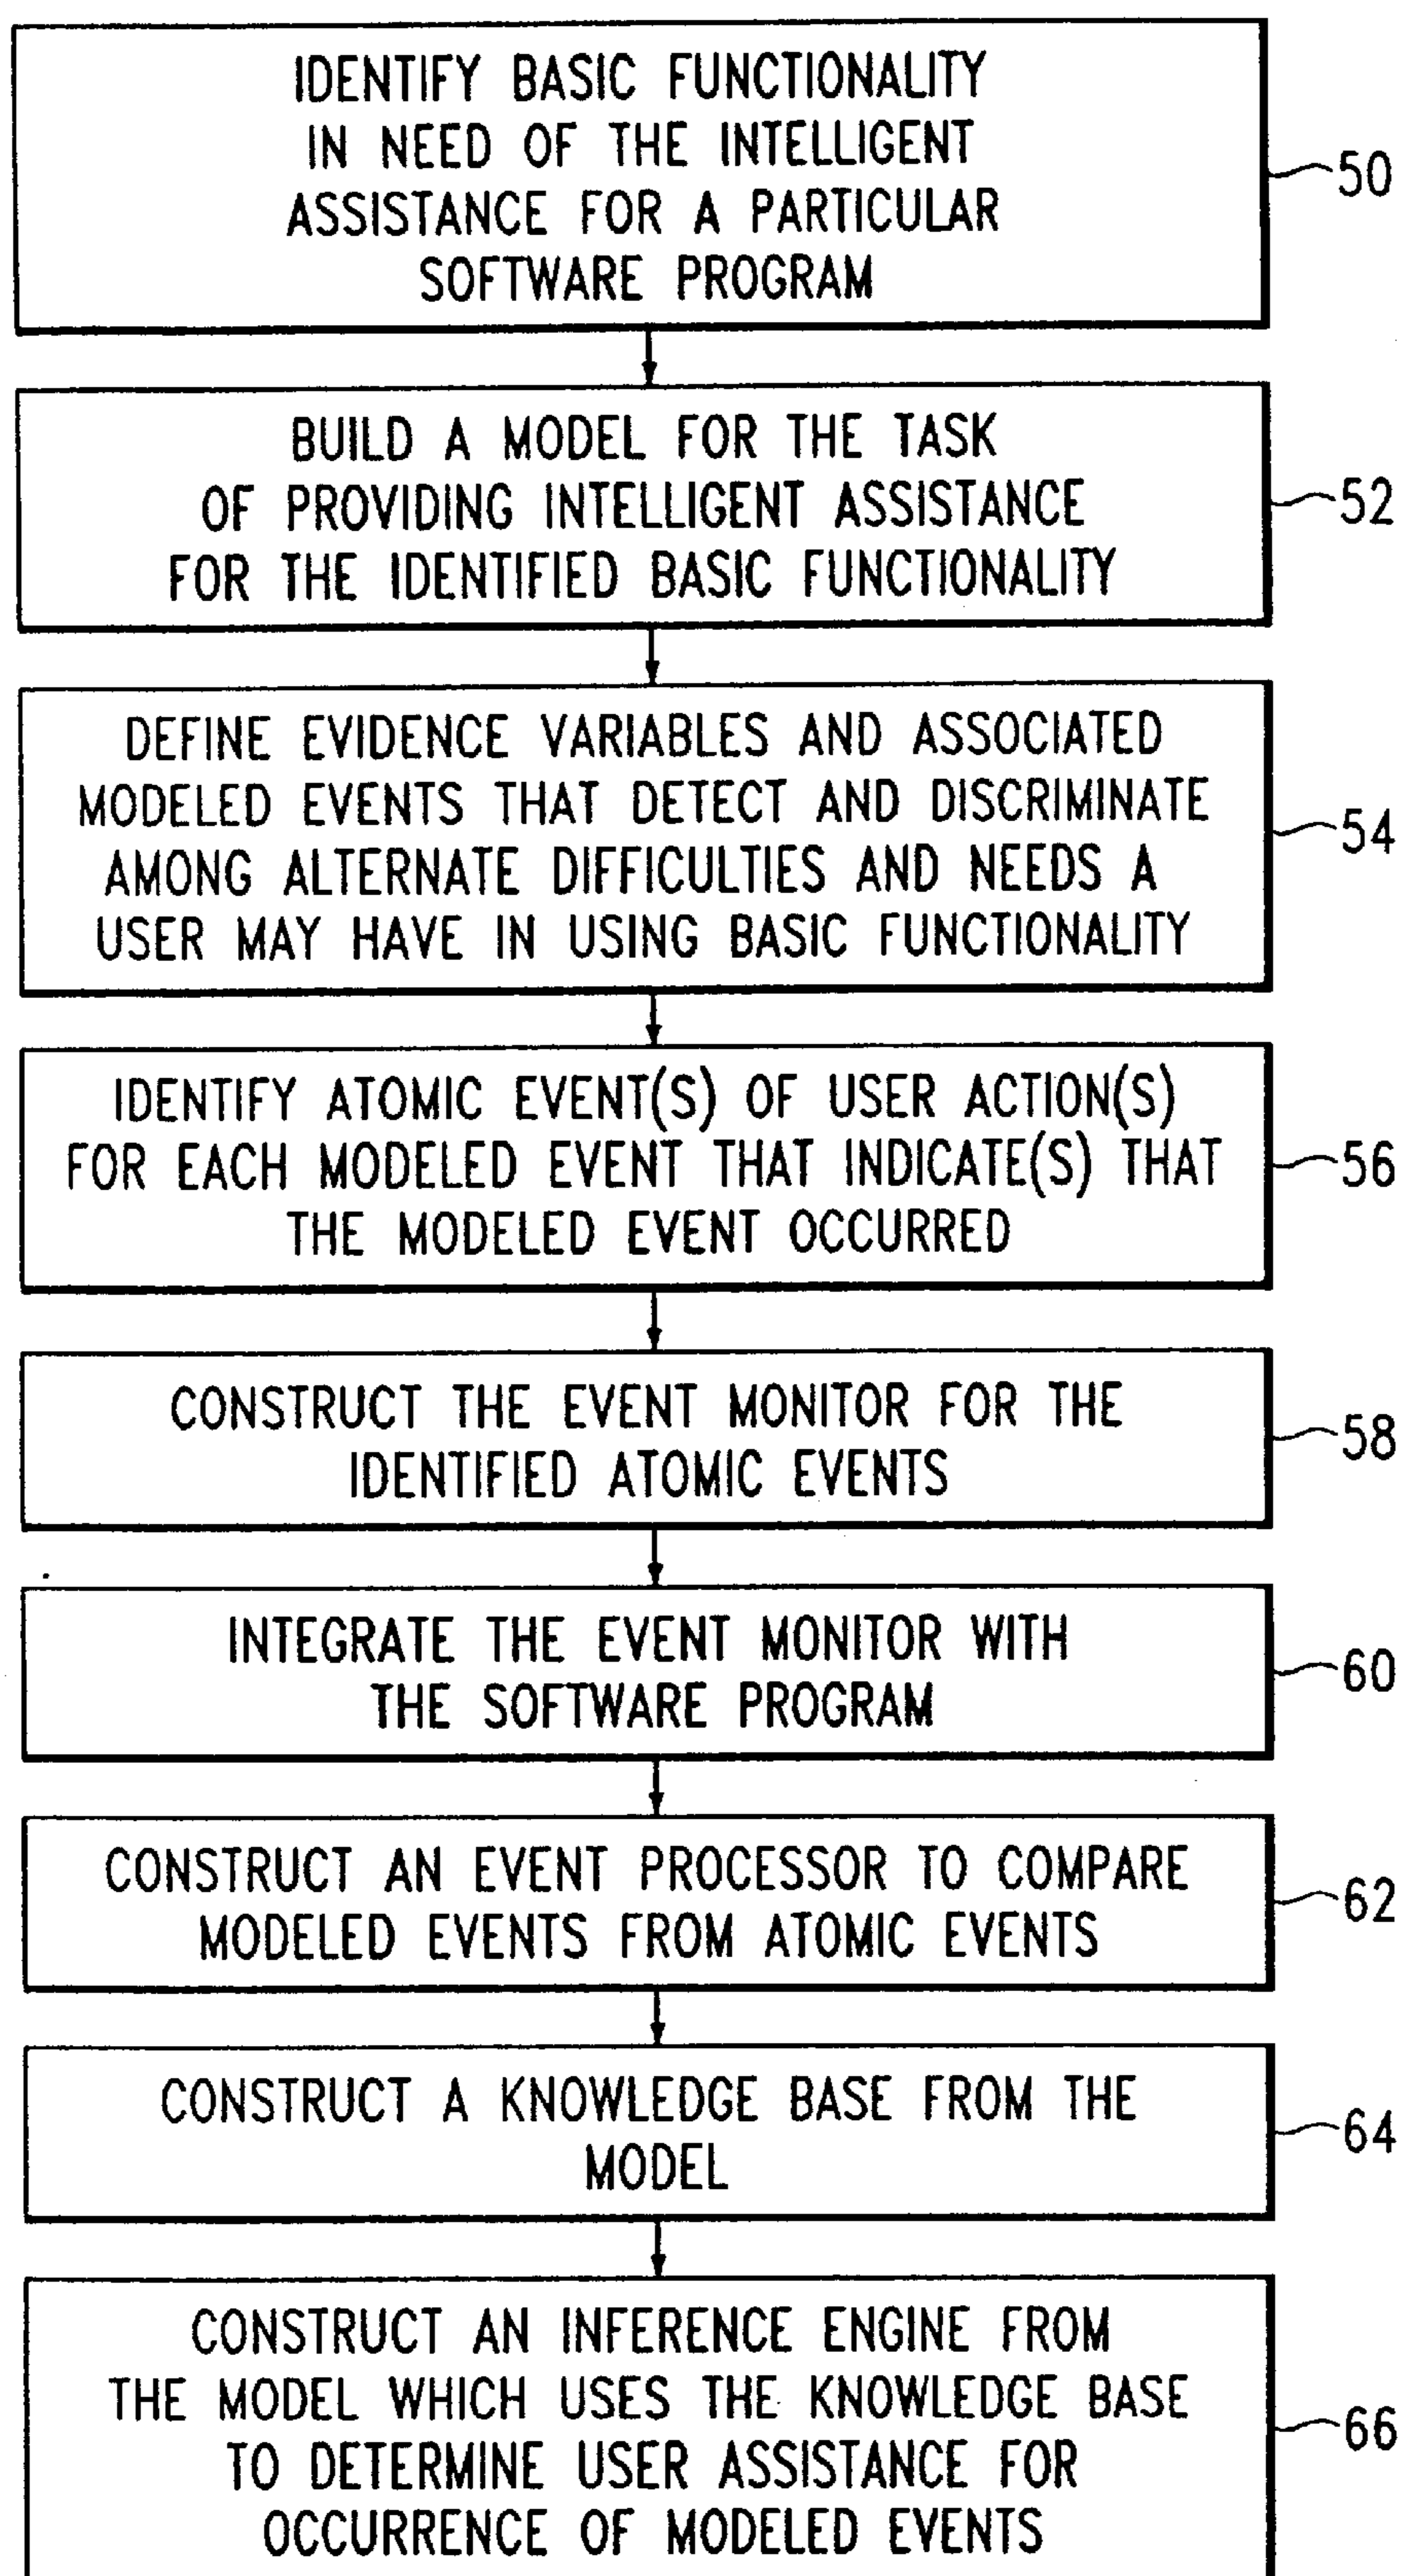 IDENTIFY BASIC FUNCTIONALITY
IN NEED OF THE INTELLIGENT
ASSISTANCE FOR A PARTICULAR
SOFTWARE PROGRAM
50
BUILD A MODEL FOR THE TASK
OF PROVIDING INTELLIGENT ASSISTANCE
FOR THE IDENTIFIED BASIC FUNCTIONALITY
52
DEFINE EVIDENCE VARIABLES AND ASSOCIATED
MODELED EVENTS THAT DETECT AND DISCRIMINATE
AMONG ALTERNATE DIFFICULTIES AND NEEDS A
USER MAY HAVE IN USING BASIC FUNCTIONALITY
54
IDENTIFY ATOMIC EVENT(S) OF USER ACTION(S)
FOR EACH MODELED EVENT THAT INDICATE(S) THAT
THE MODELED EVENT OCCURRED
56
CONSTRUCT THE EVENT MONITOR FOR THE
IDENTIFIED ATOMIC EVENTS
58
INTEGRATE THE EVENT MONITOR WITH
THE SOFTWARE PROGRAM
60
CONSTRUCT AN EVENT PROCESSOR TO COMPARE
MODELED EVENTS FROM ATOMIC EVENTS
62
CONSTRUCT A KNOWLEDGE BASE FROM THE
MODEL
64
CONSTRUCT AN INFERENCE ENGINE FROM
THE MODEL WHICH USES THE KNOWLEDGE BASE
TO DETERMINE USER ASSISTANCE FOR
OCCURRENCE OF MODELED EVENTS
66